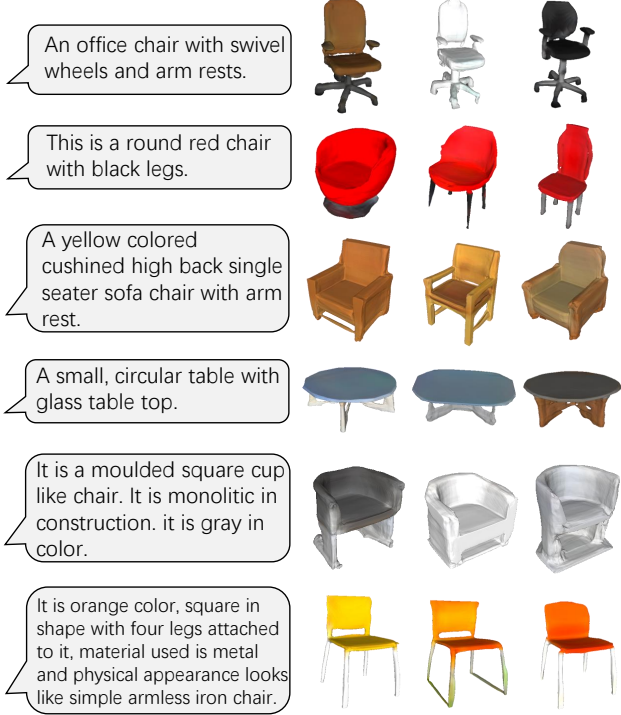 An office chair with swivel
wheels and arm rests.
This is a round red chair
with black legs.
A yellow colored
cushined high back single
seater sofa chair with arm
rest.
A small, circular table with
glass table top.
It is a moulded square cup
like chair. It is monolitic in
construction. it is gray in
color.
It is orange color, square in
shape with four legs attached
to it, material used is metal
and physical appearance looks
like simple armless iron chair.